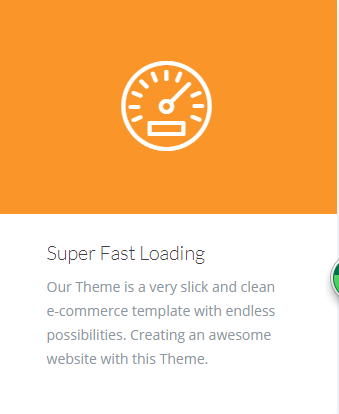 Super Fast Loading
Our Theme is a very slick and clean
e-commerce template with endless
possibilities. Creating an awesome
website with this Theme.